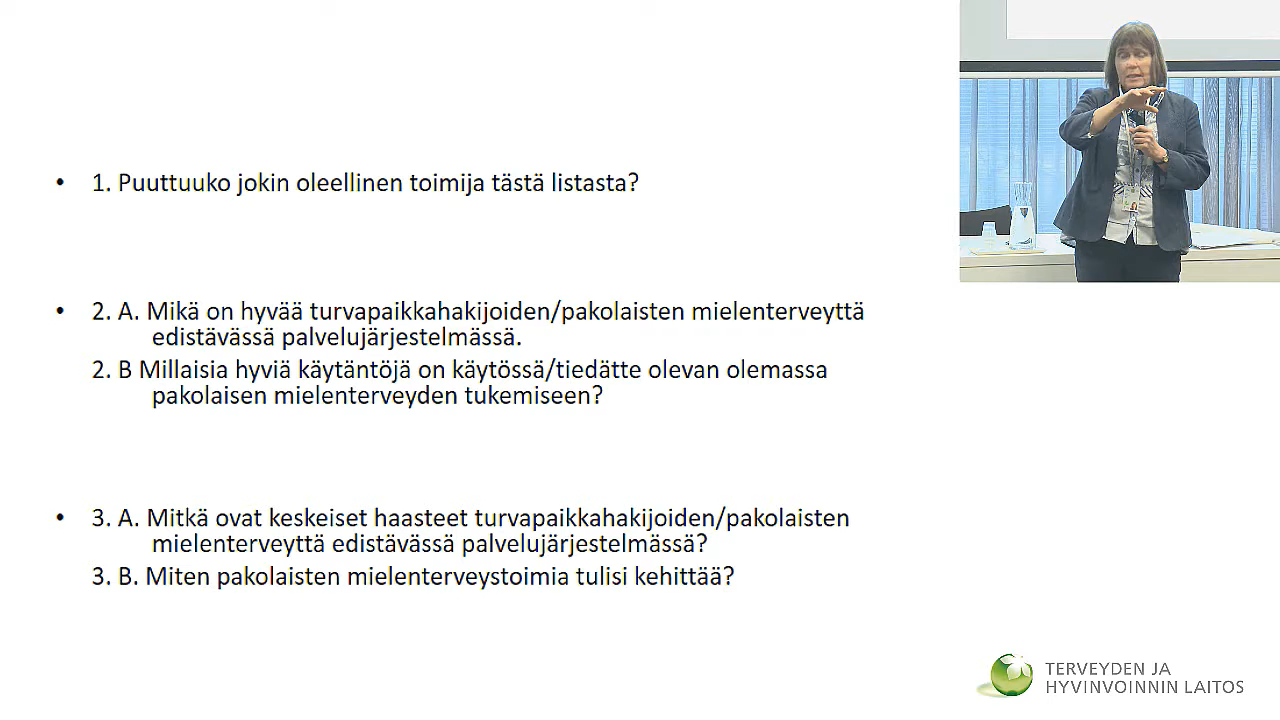 • 1. Puuttuuko jokin oleellinen toimija tästä listasta?
• 2. A. Mikä on hyvää turvapaikkahakijoiden/pakolaisten mielenterveyttä
edistävässä palvelujärjestelmässä.
2. B Millaisia hyviä käytäntöjä on käytössä/tiedätte olevan olemassa
pakolaisen mielenterveyden tukemiseen?
• 3. A. Mitkä ovat keskeiset haasteet turvapaikkahakijoiden/pakolaisten
mielenterveyttä edistävässä palvelujärjestelmässä?
3. B. Miten pakolaisten mielenterveystoimia tulisi kehittää?
TERVEYDEN JA
HYVINVOINNIN LAITOS